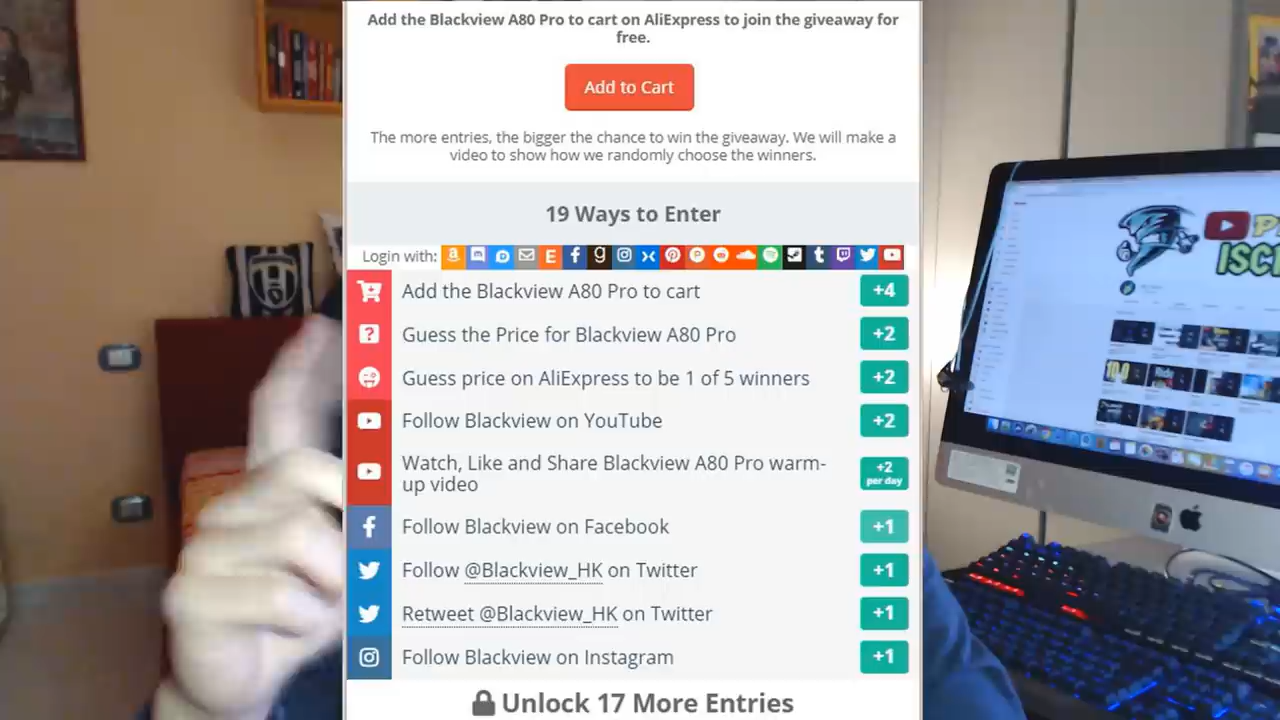 Add the Blackview A80 Pro to cart on AliExpress to join the giveaway for
free.
Add to Cart
The more entries, the bigger the chance to win the giveaway. We will make a
video to show how we randomly choose the winners.
19 Ways to Enter
Login with:
Add the Blackview A80 Pro to cart
+4
Guess the Price for Blackview A80 Pro
+2
Guess price on AliExpress to be 1 of 5 winners
+2
Follow Blackview on YouTube
+2
Watch, Like and Share Blackview A80 Pro warm-
up video
+2
per day
Follow Blackview on Facebook
+1
Follow @Blackview_HK on Twitter
+1
Retweet @Blackview_HK on Twitter
+1
Follow Blackview on Instagram
+1
Unlock 17 More Entries
ISC